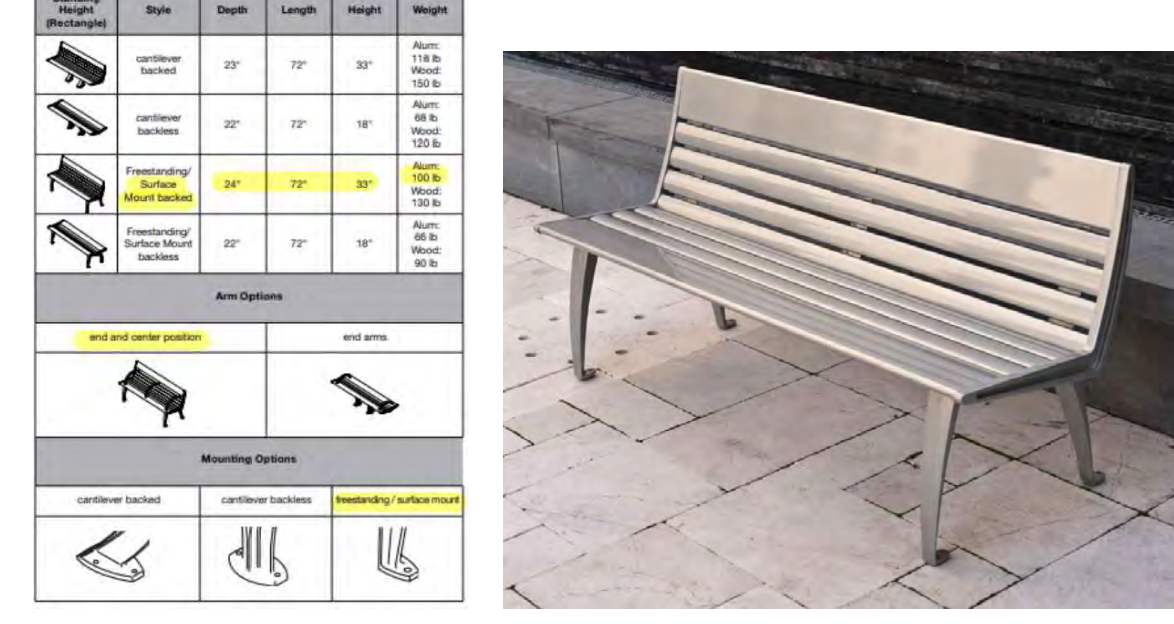 Height
(Rectangle)
Style
Depth
Length
Height
Weight
cantilever
backed
23"
72"
33"
Alum:
118 lb
Wood:
150 lb
cantilever
backless
22"
72"
18"
Alum:
68 lb
Wood:
120 lb
Freestanding/
Surface
Mount backed
24"
72"
33"
Alum:
100 lb
Wood:
130 lb
Freestanding/
Surface Mount
backless
22"
72"
18"
Alum:
66 lb
Wood:
90 lb
Arm Options
end and center position
end arms
Mounting Options
cantilever backed
cantilever backless
freestanding / surface mount